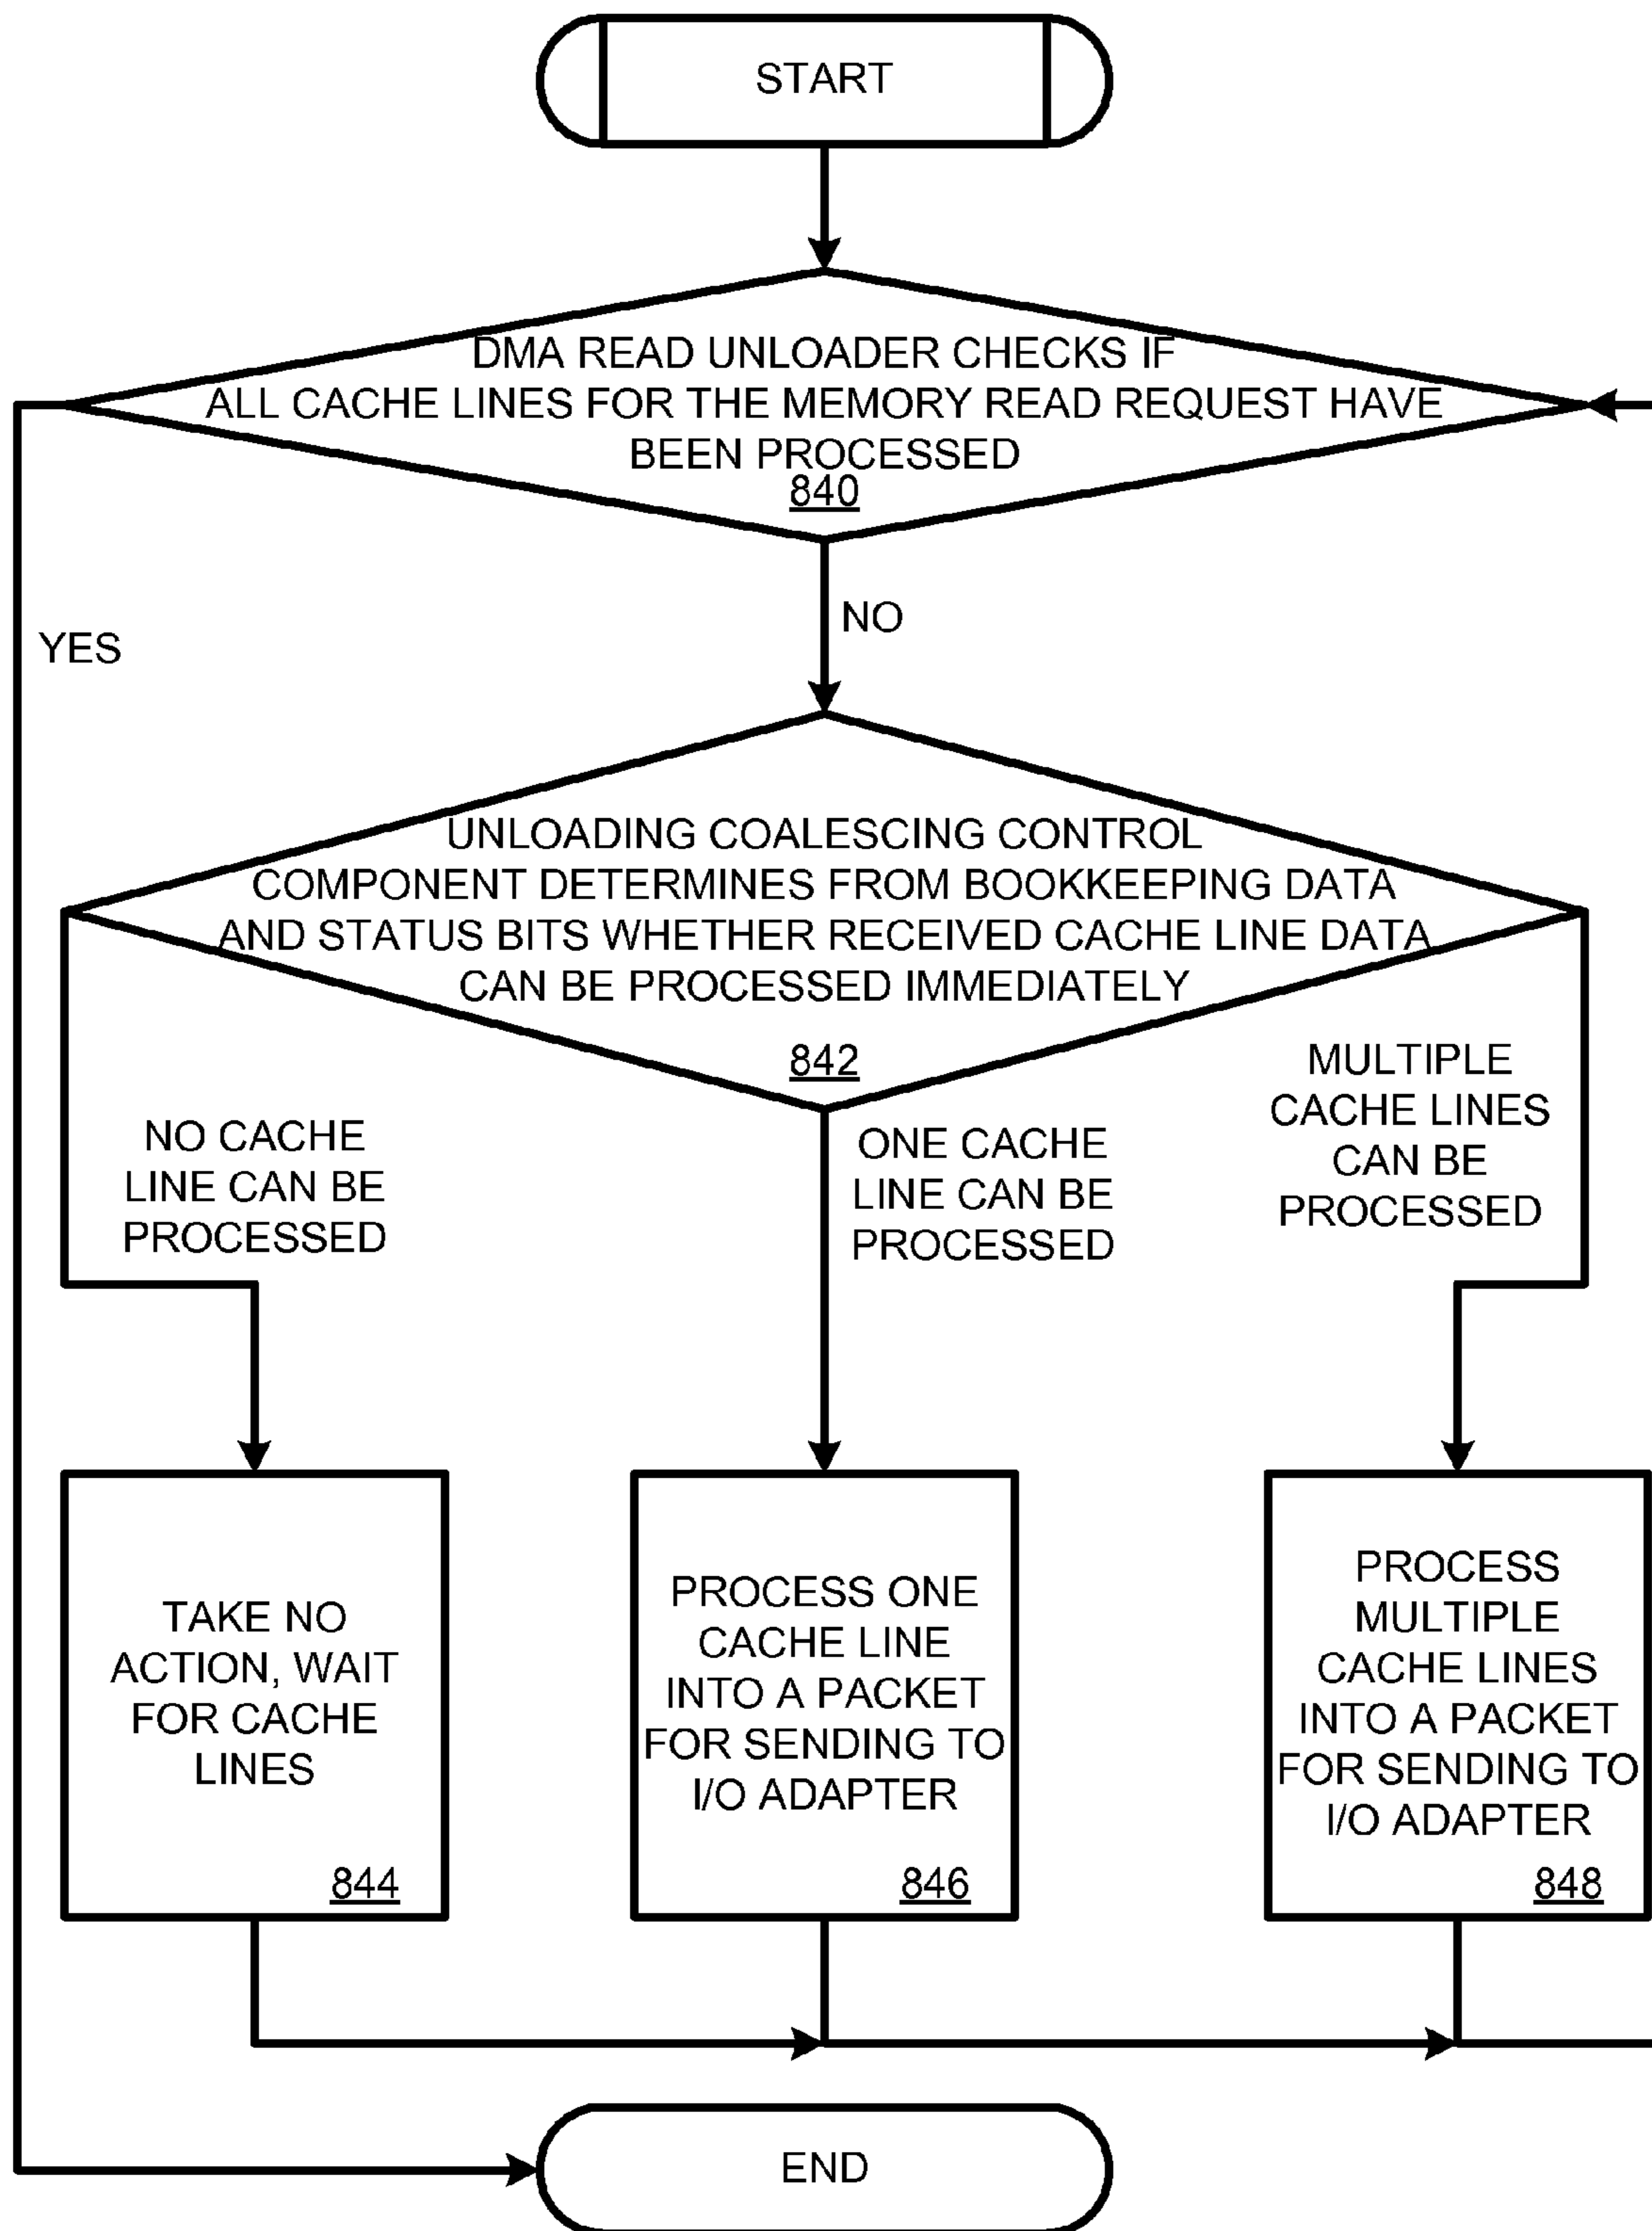 START
DMA READ UNLOADER CHECKS IF
ALL CACHE LINES FOR THE MEMORY READ REQUEST HAVE
BEEN PROCESSED
840
YES
NO
UNLOADING COALESCING CONTROL
COMPONENT DETERMINES FROM BOOKKEEPING DATA
AND STATUS BITS WHETHER RECEIVED CACHE LINE DATA
CAN BE PROCESSED IMMEDIATELY
842
NO CACHE
LINE CAN BE
PROCESSED
ONE CACHE
LINE CAN BE
PROCESSED
MULTIPLE
CACHE LINES
CAN BE
PROCESSED
TAKE NO
ACTION, WAIT
FOR CACHE
LINES
844
PROCESS ONE
CACHE LINE
INTO A PACKET
FOR SENDING TO
I/O ADAPTER
846
PROCESS
MULTIPLE
CACHE LINES
INTO A PACKET
FOR SENDING TO
I/O ADAPTER
848
END